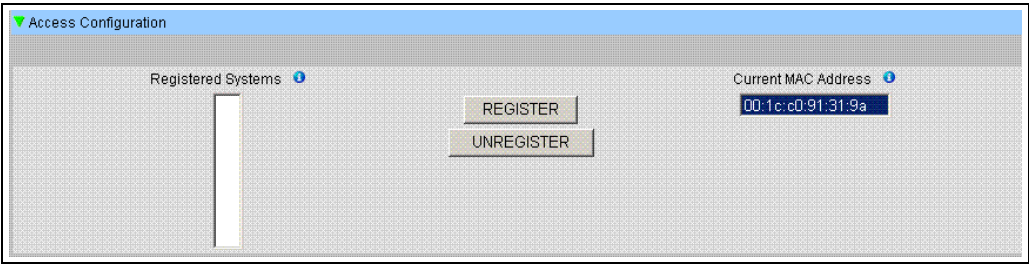 Access Configuration
Registered Systems
Current MAC Address
REGISTER
00:1c:c0:91:31:9a
UNREGISTER